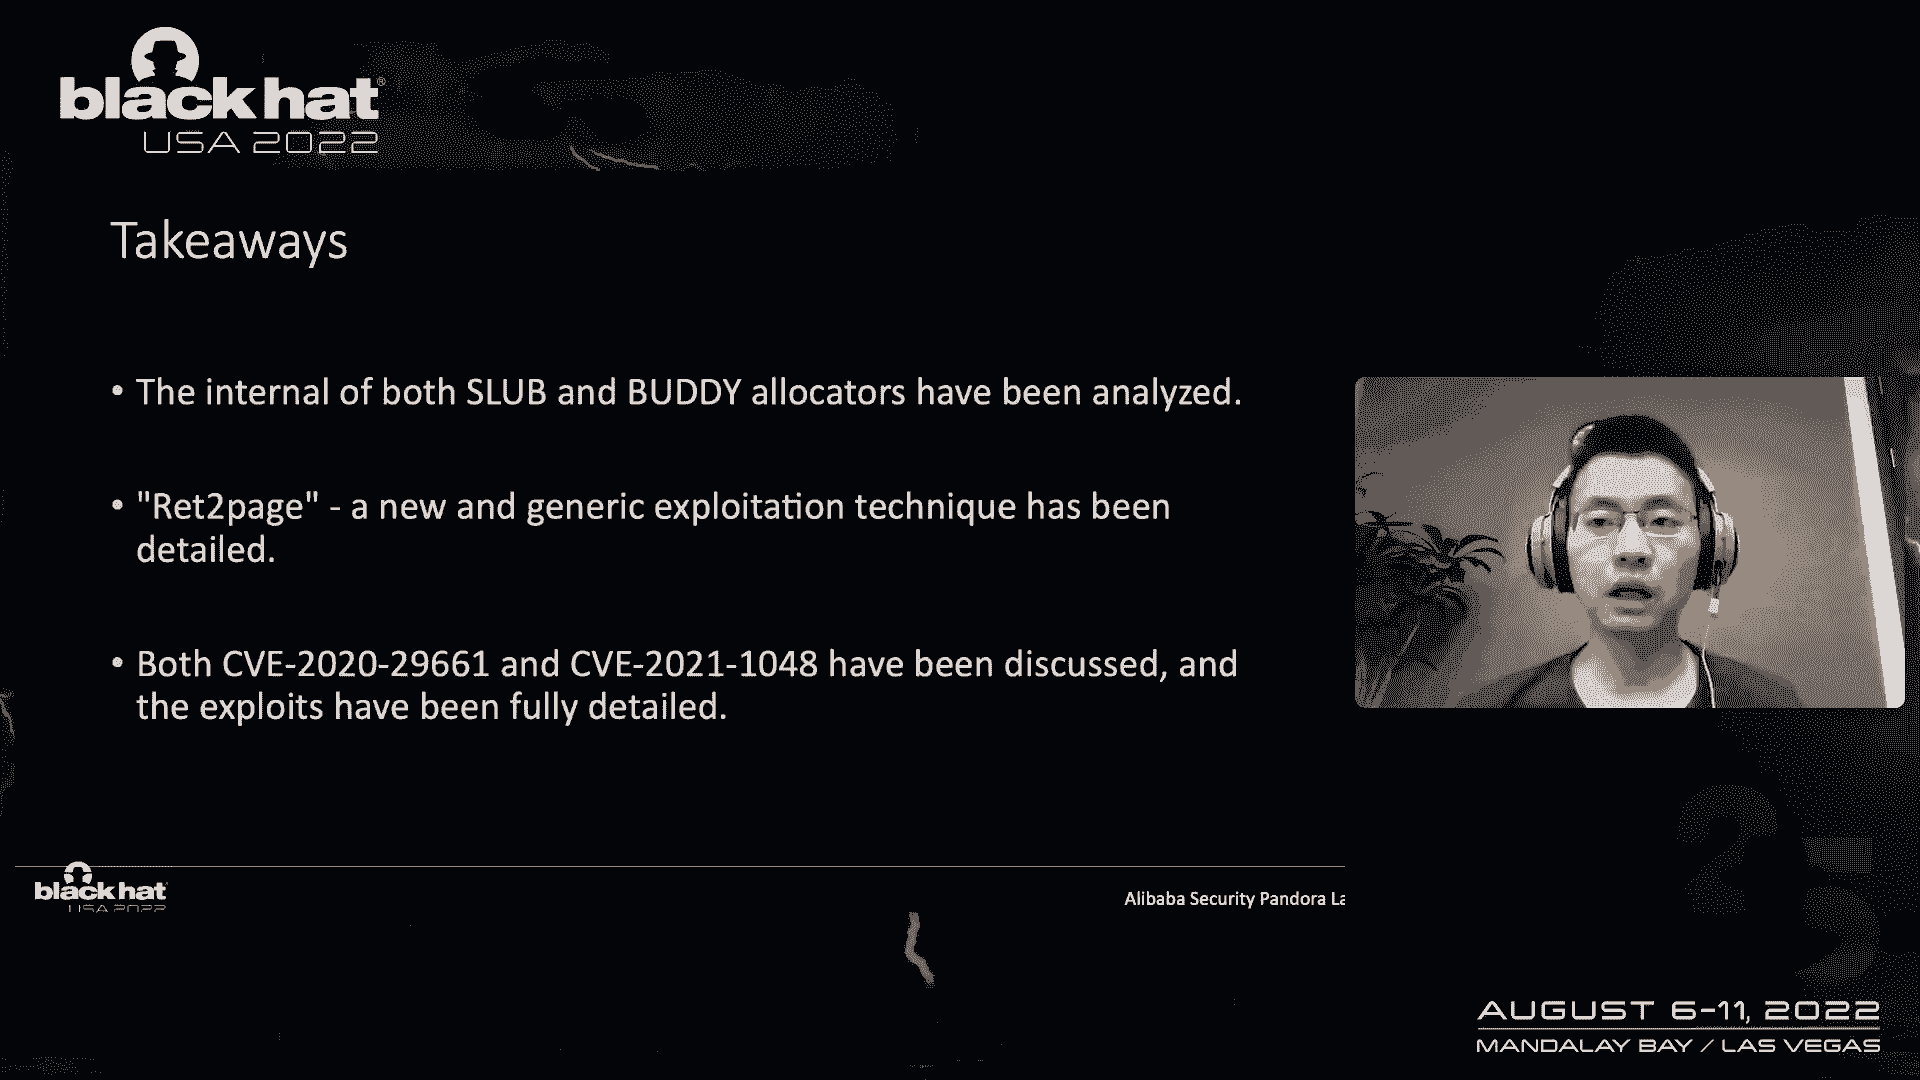 black hat®
USA 2022
Takeaways
• The internal of both SLUB and BUDDY allocators have been analyzed.
• "Ret2page" - a new and generic exploitation technique has been
detailed.
• Both CVE-2020-29661 and CVE-2021-1048 have been discussed, and
the exploits have been fully detailed.
black hat
USA 2022
Alibaba Security Pandora La
AUGUST 6-11, 2022
MANDALAY BAY / LAS VEGAS